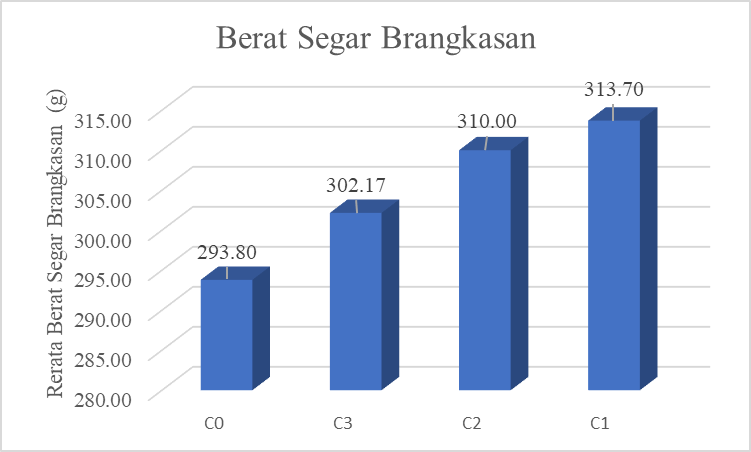 Berat Segar Brangkasan
Rerata Berat Segar Brangkasan (g)
315.00
310.00
305.00
300.00
295.00
290.00
285.00
280.00
293.80
302.17
310.00
313.70
C0
C3
C2
C1